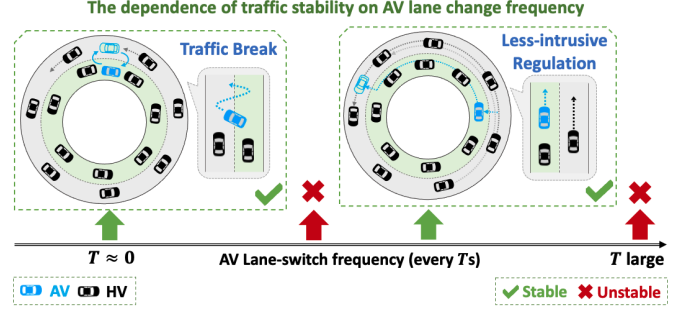 The dependence of traffic stability on AV lane change frequency
Traffic Break
Less-intrusive
Regulation
T ≈ 0
AV Lane-switch frequency (every Ts)
T large
AV
HV
Stable
Unstable